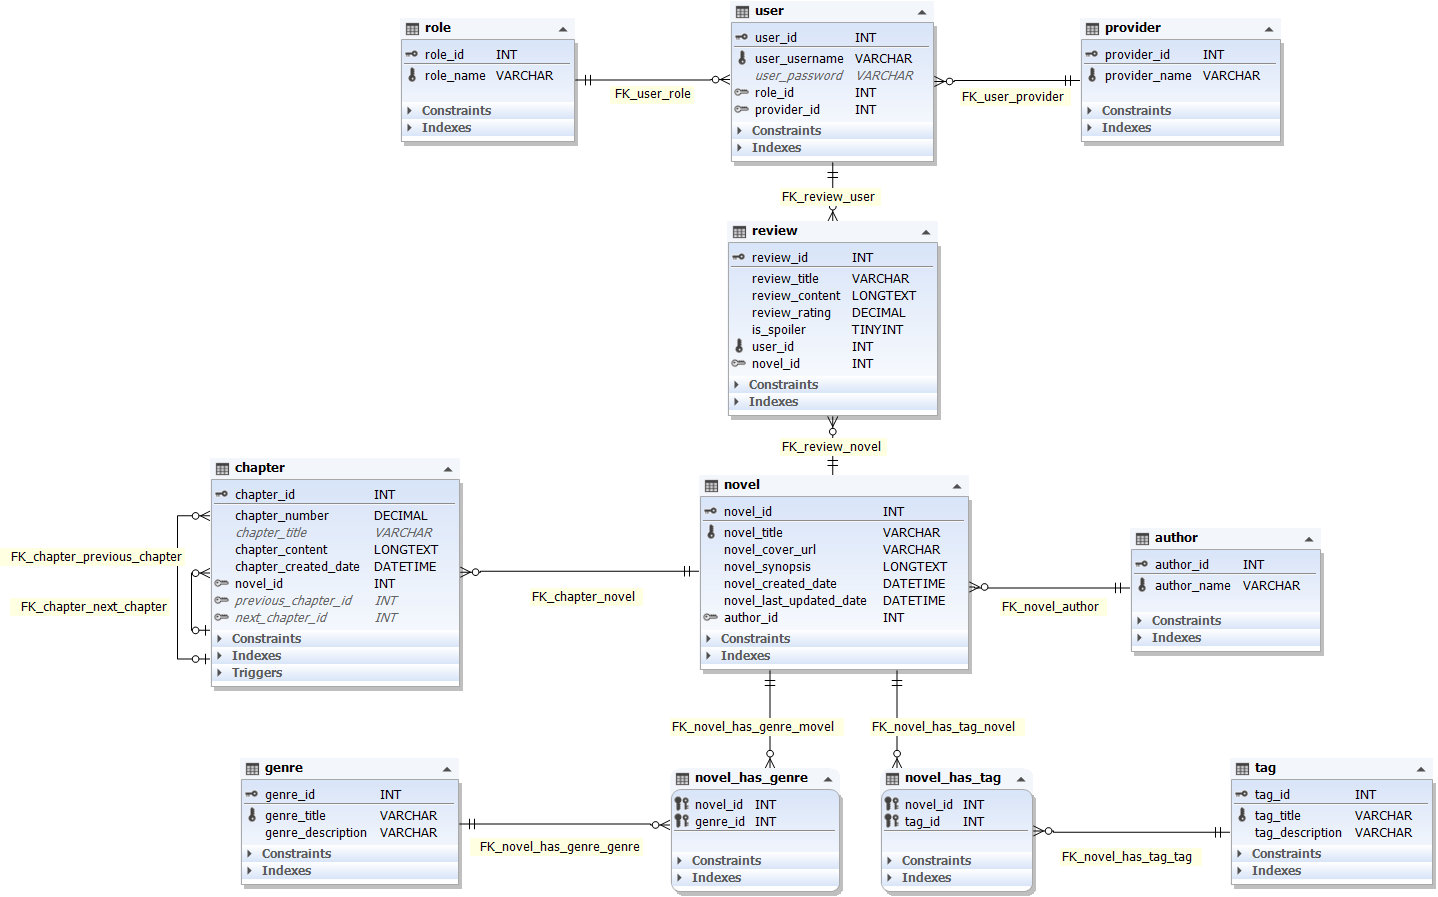 role
role_id INT
role_name VARCHAR
Constraints
Indexes
FK_user_role
user
user_id INT
user_username VARCHAR
user_password VARCHAR
role_id INT
provider_id INT
Constraints
Indexes
FK_user_provider
provider
provider_id INT
provider_name VARCHAR
Constraints
Indexes
FK_review_user
review
review_id INT
review_title VARCHAR
review_content LONGTEXT
review_rating DECIMAL
is_spoiler TINYINT
user_id INT
novel_id INT
Constraints
Indexes
FK_review_novel
chapter
chapter_id INT
chapter_number DECIMAL
chapter_title VARCHAR
chapter_content LONGTEXT
chapter_created_date DATETIME
novel_id INT
previous_chapter_id INT
next_chapter_id INT
Constraints
Indexes
Triggers
FK_chapter_previous_chapter
FK_chapter_next_chapter
FK_chapter_novel
novel
novel_id INT
novel_title VARCHAR
novel_cover_url VARCHAR
novel_synopsis LONGTEXT
novel_created_date DATETIME
novel_last_updated_date DATETIME
author_id INT
Constraints
Indexes
FK_novel_author
author
author_id INT
author_name VARCHAR
Constraints
Indexes
FK_novel_has_genre_movel
FK_novel_has_tag_novel
genre
genre_id INT
genre_title VARCHAR
genre_description VARCHAR
Constraints
Indexes
FK_novel_has_genre_genre
novel_has_genre
novel_id INT
genre_id INT
Constraints
Indexes
novel_has_tag
novel_id INT
tag_id INT
Constraints
Indexes
FK_novel_has_tag_tag
tag
tag_id INT
tag_title VARCHAR
tag_description VARCHAR
Constraints
Indexes